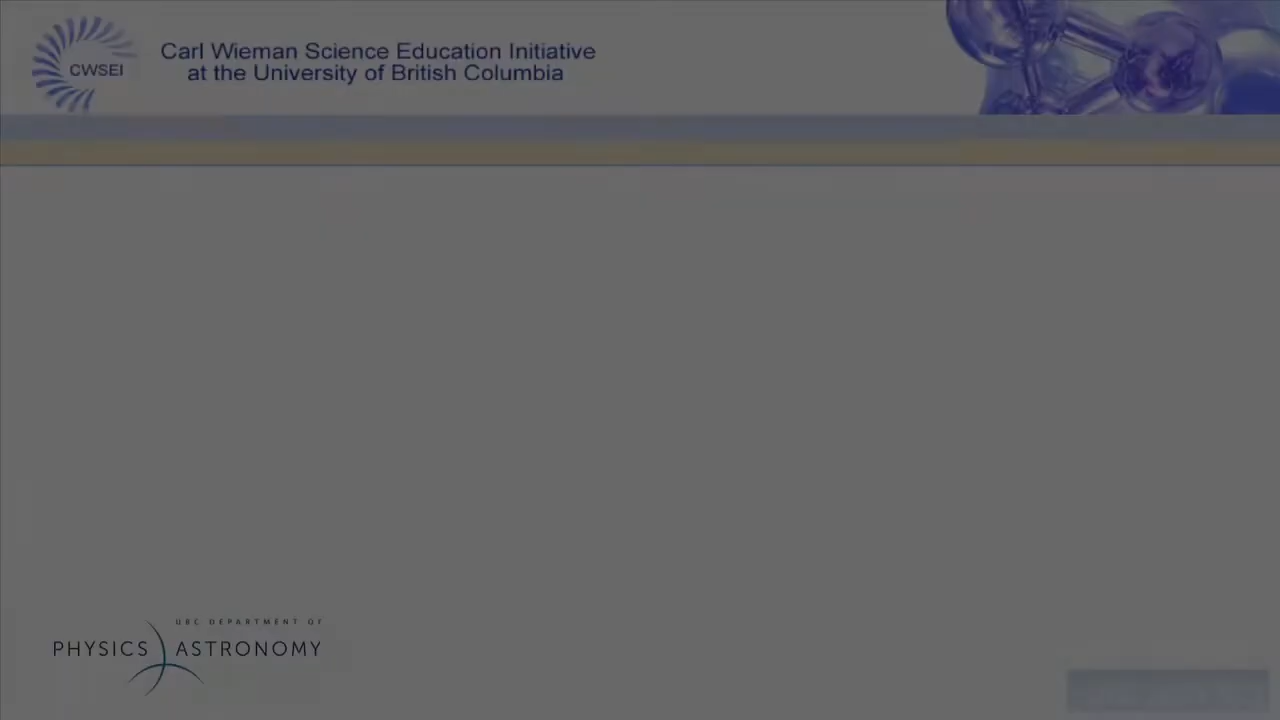 CWSEI
Carl Wieman Science Education Initiative
at the University of British Columbia
UBC DEPARTMENT OF
PHYSICS ASTRONOMY